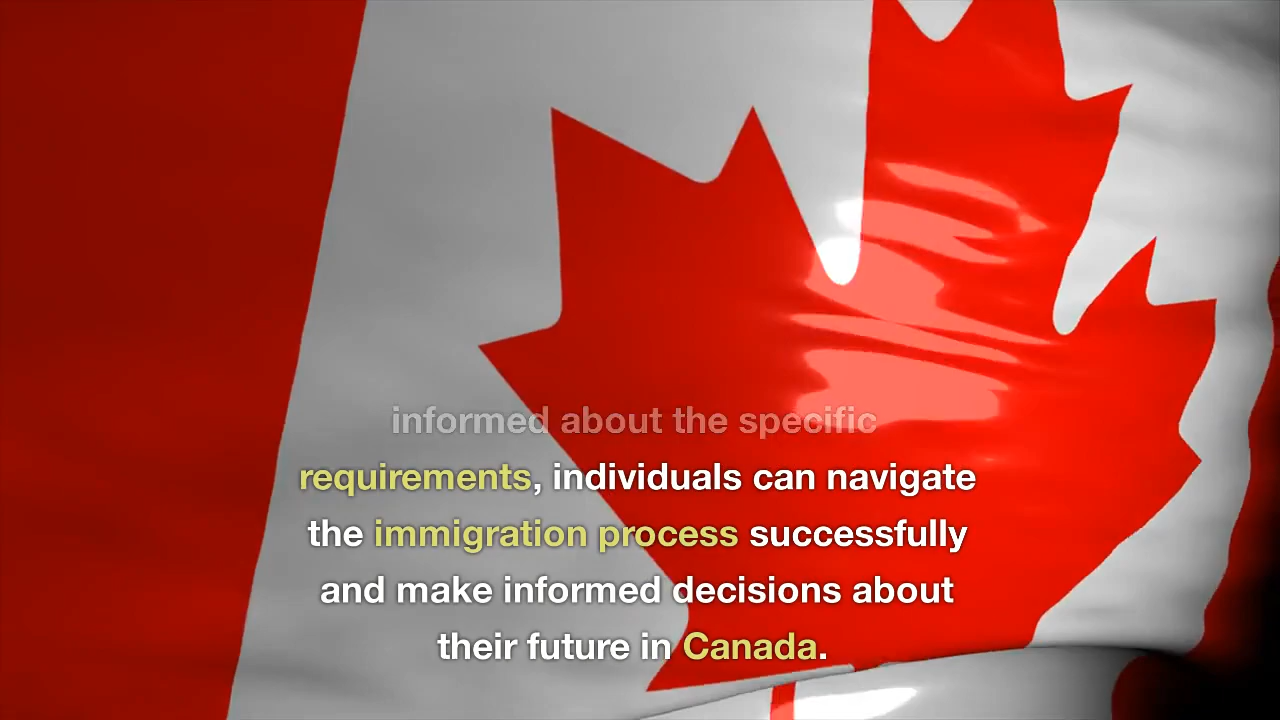 informed about the specific
requirements, individuals can navigate
the immigration process successfully
and make informed decisions about
their future in Canada.